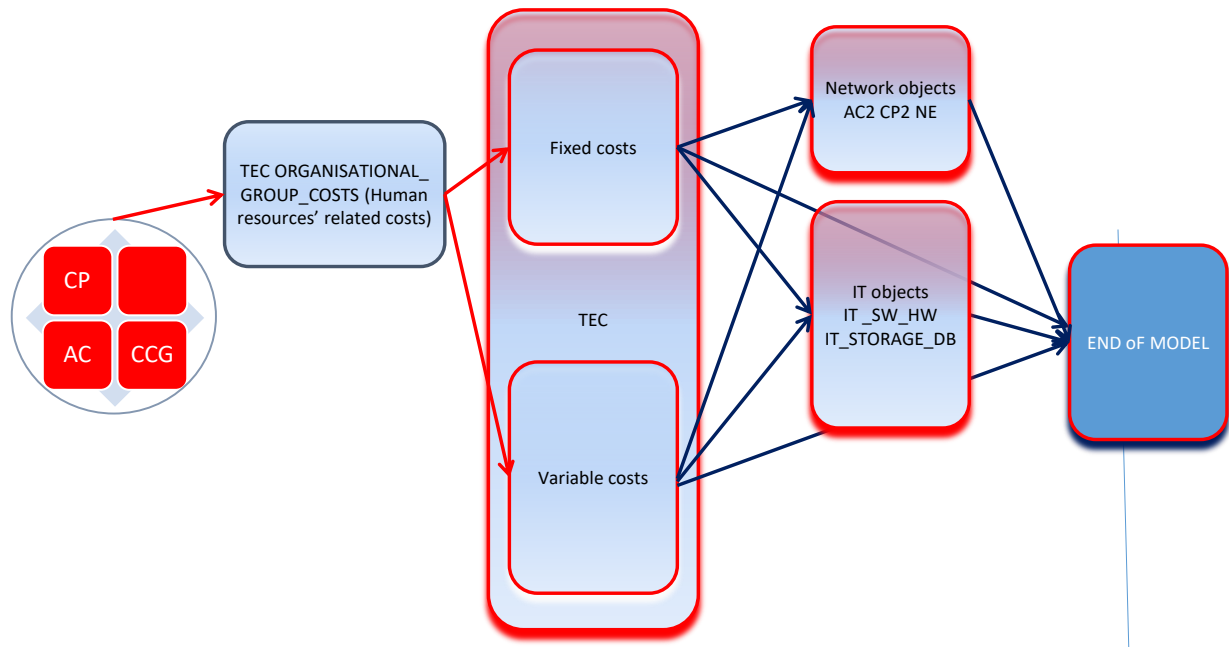 CP
AC
CCG
TEC ORGANISATIONAL_
GROUP_COSTS (Human
resources’ related costs)
Fixed costs
TEC
Variable costs
Network objects
AC2 CP2 NE
IT objects
IT _SW_HW
IT_STORAGE_DB
END oF MODEL